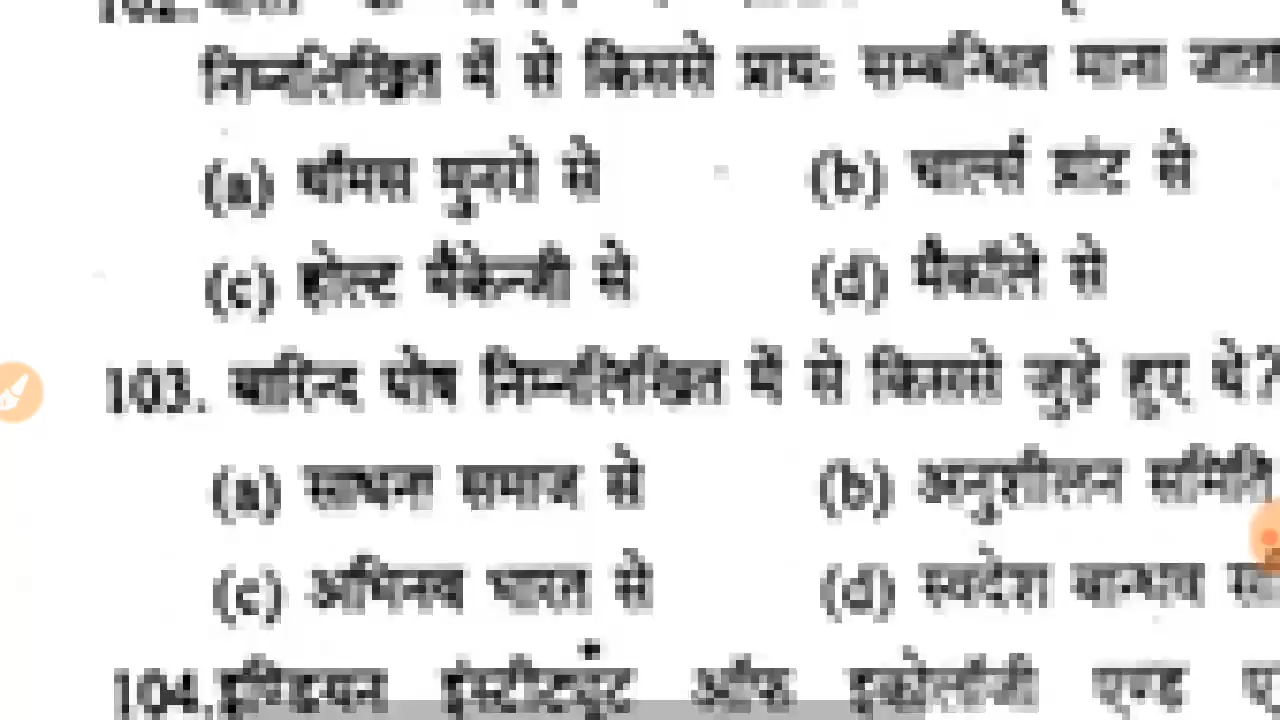 निम्नलिखित में से किससे प्रायः सम्बन्धित माना जाता
(a) थॉमस मुनरो से (b) चार्ल्स ग्रांट से
(c) होल्ट मैकेन्जी से (d) मैकॉले से
103. बारिन्द घोष निम्नलिखित में से किससे जुड़े हुए थे?
(a) साधना समाज से (b) अनुशीलन समिति
(c) अभिनव भारत से (d) स्वदेश बान्धव
104. इण्डियन इंस्टीट्यूट ऑफ इकोलॉजी एण्ड